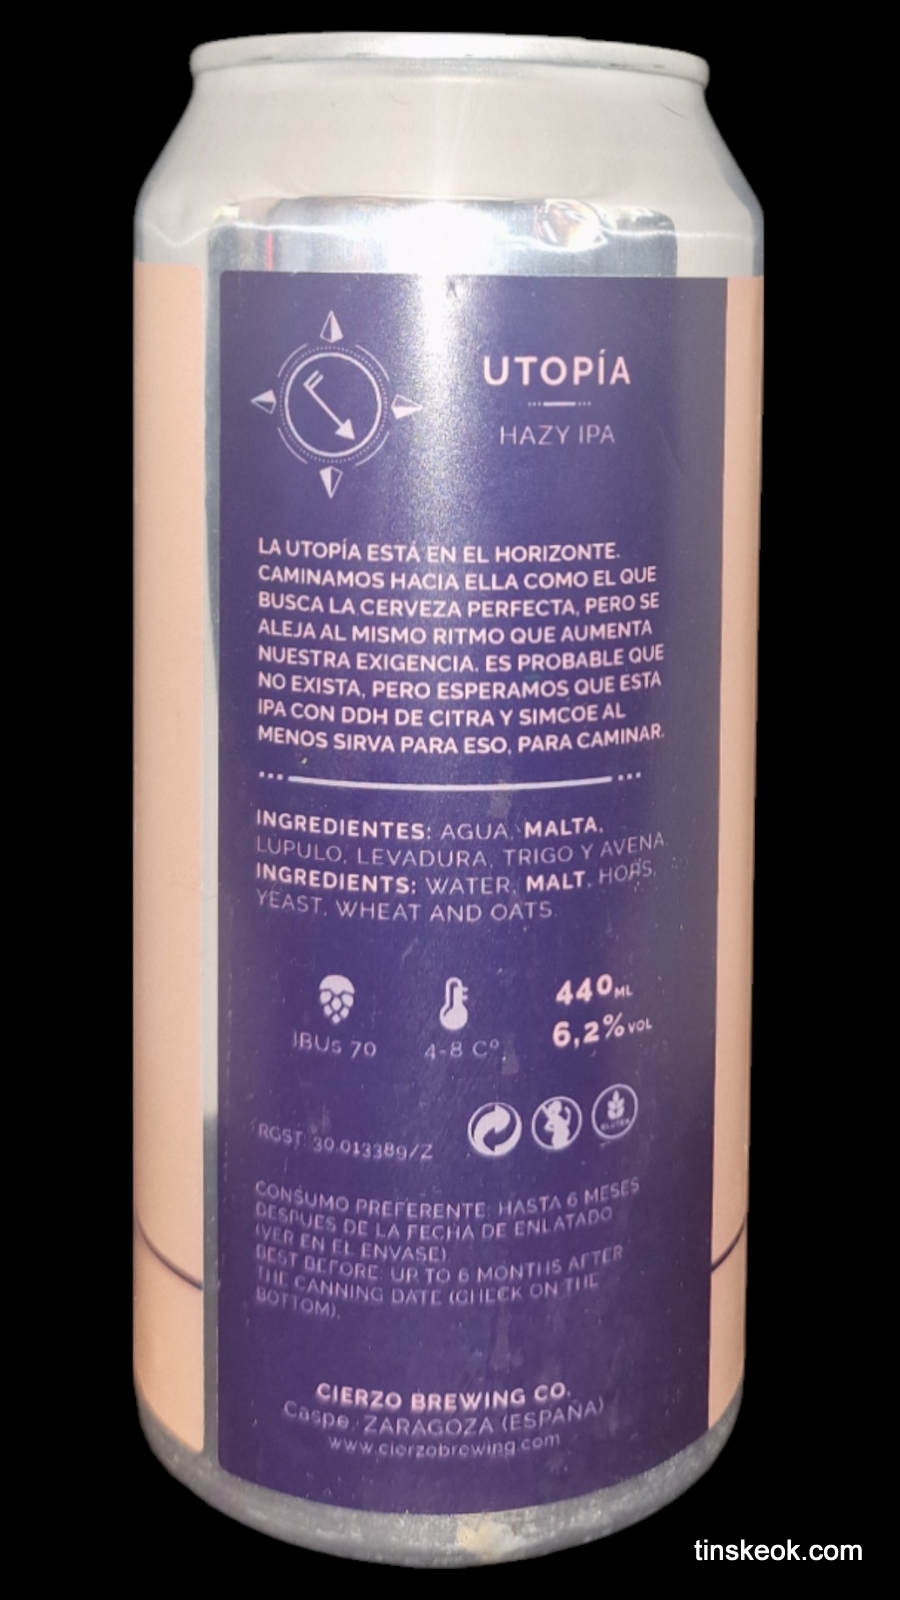 UTOPÍA
HAZY IPA
LA UTOPÍA ESTÁ EN EL HORIZONTE.
CAMINAMOS HACIA ELLA COMO EL QUE
BUSCA LA CERVEZA PERFECTA, PERO SE
ALEJA AL MISMO RITMO QUE AUMENTA
NUESTRA EXIGENCIA. ES PROBABLE QUE
NO EXISTA, PERO ESPERAMOS QUE ESTA
IPA CON DDH DE CITRA Y SIMCOE AL
MENOS SIRVA PARA ESO, PARA CAMINAR.
INGREDIENTES: AGUA, MALTA,
LUPULO, LEVADURA, TRIGO Y AVENA.
INGREDIENTS: WATER, MALT, HOPS,
YEAST, WHEAT AND OATS.
IBUs 70
4-8 Cº
440 ML
6,2% VOL
GLUTEN
RGST: 30.013389/Z
CONSUMO PREFERENTE: HASTA 6 MESES
DESPUES DE LA FECHA DE ENLATADO
(VER EN EL ENVASE)
BEST BEFORE: UP TO 6 MONTHS AFTER
THE CANNING DATE (CHECK ON THE
BOTTOM).
CIERZO BREWING CO.
Caspe. ZARAGOZA (ESPAÑA)
www.cierzobrewing.com
tinskeok.com